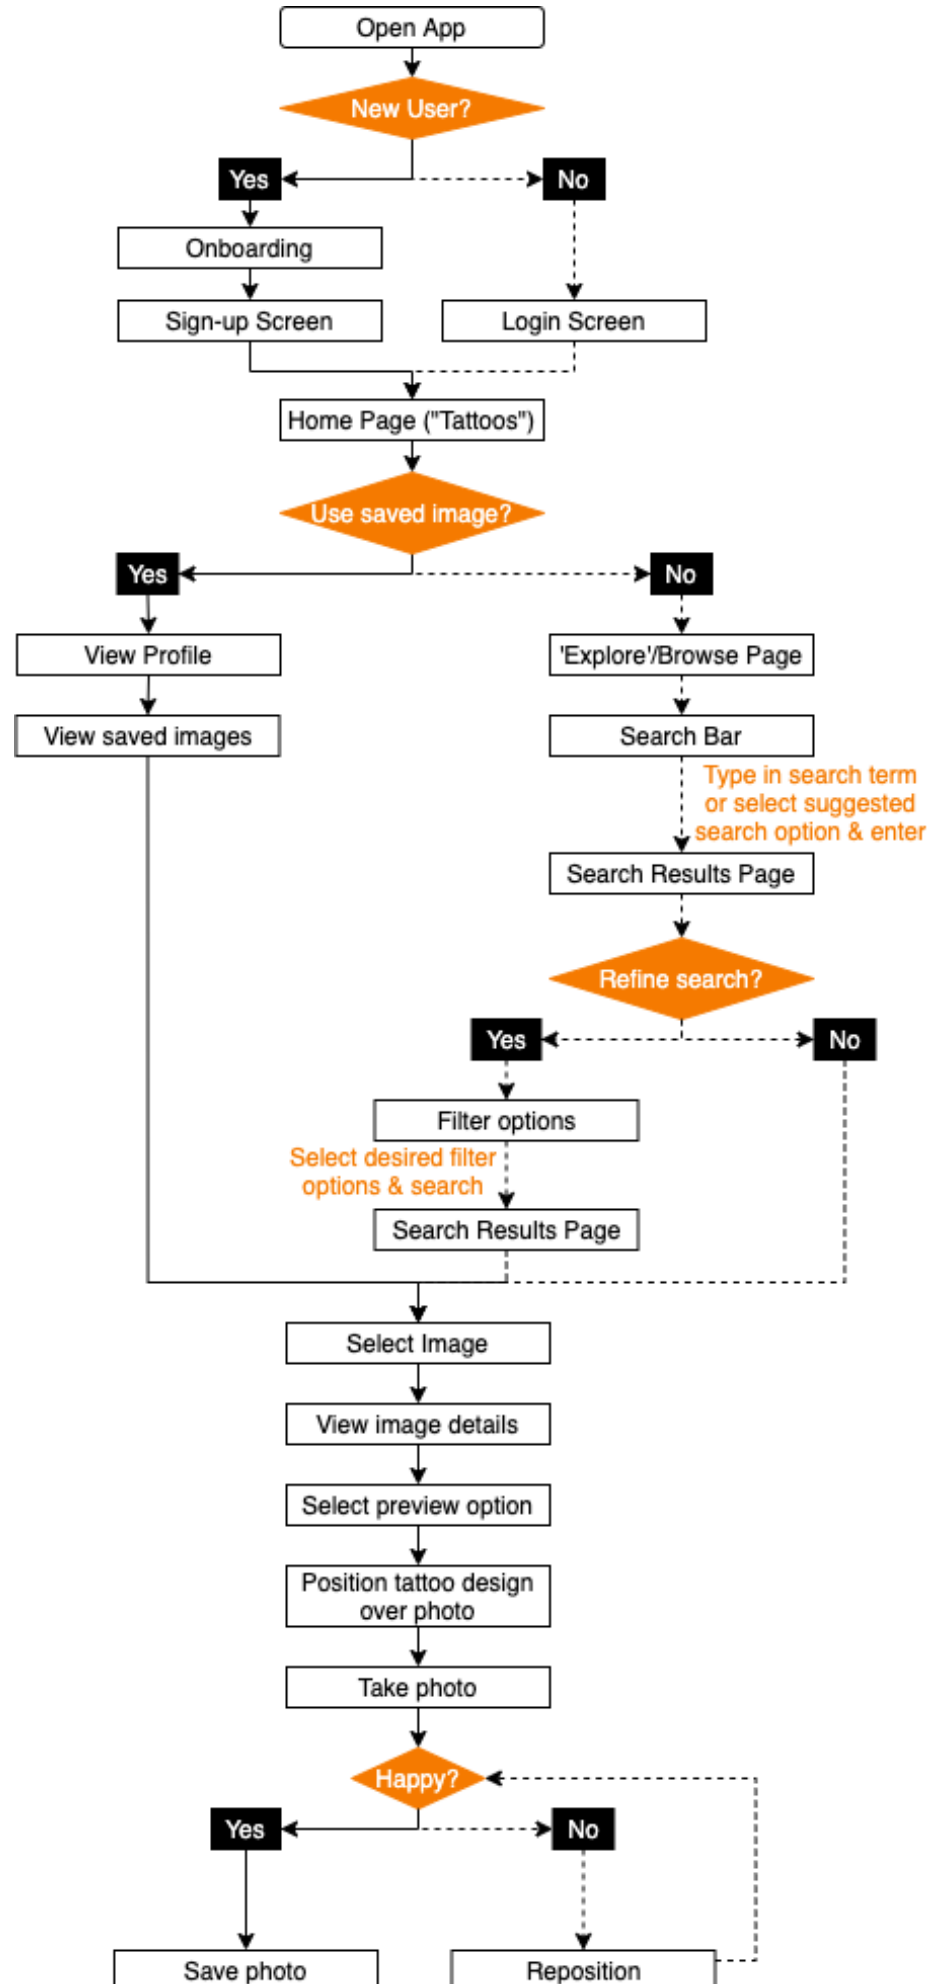 Open App
New User?
Yes
No
Onboarding
Sign-up Screen
Login Screen
Home Page ("Tattoos")
Use saved image?
Yes
No
View Profile
'Explore'/Browse Page
View saved images
Search Bar
Type in search term
or select suggested
search option & enter
Search Results Page
Refine search?
Yes
No
Filter options
Select desired filter
options & search
Search Results Page
Select Image
View image details
Select preview option
Position tattoo design
over photo
Take photo
Happy?
Yes
No
Save photo
Reposition